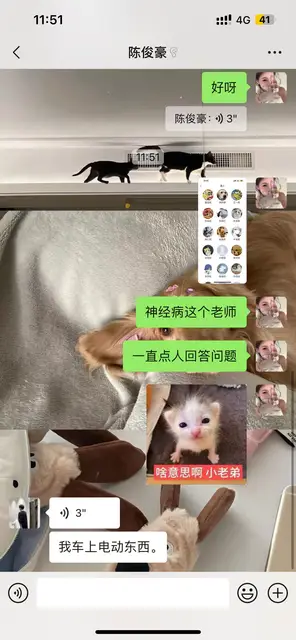 11:51
4G
41
陈俊豪
好呀
陈俊豪：3"
11:51
神经病这个老师
一直点人回答问题
啥意思啊 小老弟
3"
我车上电动东西。